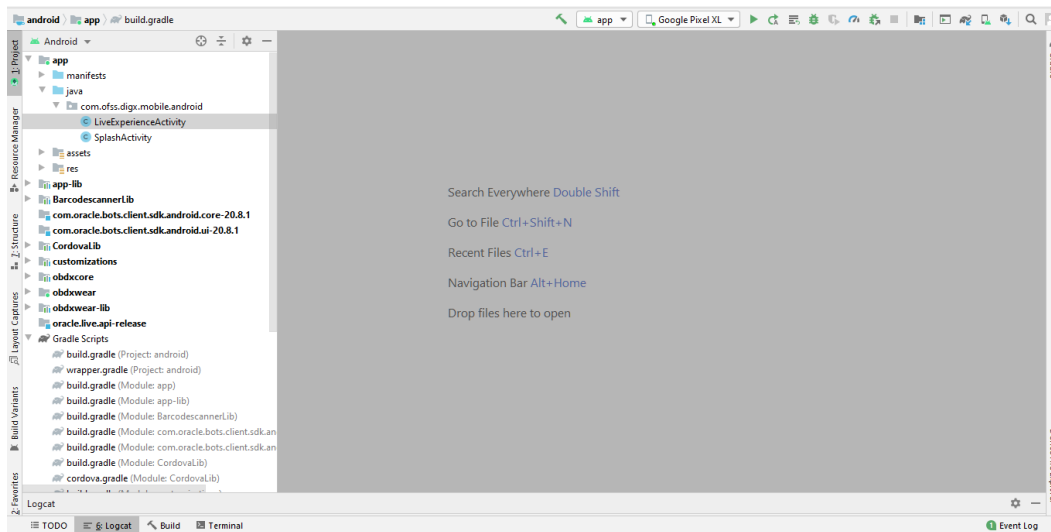 android app build.gradle
app Google Pixel XL
1: Project
Resource Manager
Z: Structure
Layout Captures
Build Variants
2: Favorites
Android
app
manifests
java
com.ofss.digx.mobile.android
LiveExperienceActivity
SplashActivity
assets
res
app-lib
BarcodescannerLib
com.oracle.bots.client.sdk.android.core-20.8.1
com.oracle.bots.client.sdk.android.ui-20.8.1
CordovaLib
customizations
obdxcore
obdxwear
obdxwear-lib
oracle.live.api-release
Gradle Scripts
build.gradle (Project: android)
wrapper.gradle (Project: android)
build.gradle (Module: app)
build.gradle (Module: app-lib)
build.gradle (Module: BarcodescannerLib)
build.gradle (Module: com.oracle.bots.client.sdk.an
build.gradle (Module: com.oracle.bots.client.sdk.an
build.gradle (Module: CordovaLib)
cordova.gradle (Module: CordovaLib)
Search Everywhere Double Shift
Go to File Ctrl+Shift+N
Recent Files Ctrl+E
Navigation Bar Alt+Home
Drop files here to open
Logcat
TODO 6: Logcat Build Terminal Event Log